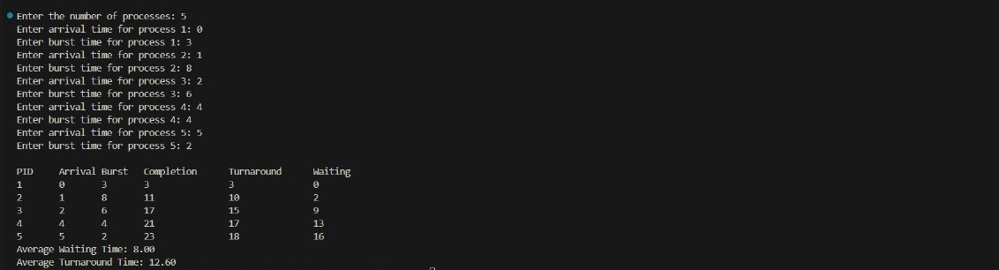 Enter the number of processes: 5
Enter arrival time for process 1: 0
Enter burst time for process 1: 3
Enter arrival time for process 2: 1
Enter burst time for process 2: 8
Enter arrival time for process 3: 2
Enter burst time for process 3: 6
Enter arrival time for process 4: 4
Enter burst time for process 4: 4
Enter arrival time for process 5: 5
Enter burst time for process 5: 2
PID Arrival Burst Completion Turnaround Waiting
1 0 3 3 3 0
2 1 8 11 10 2
3 2 6 17 15 9
4 4 4 21 17 13
5 5 2 23 18 16
Average Waiting Time: 8.00
Average Turnaround Time: 12.60